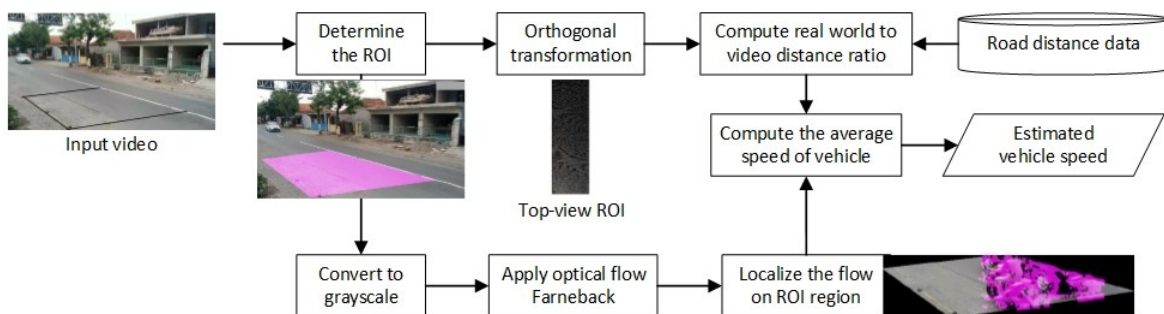 Determine
the ROI
Orthogonal
transformation
Compute real world to
video distance ratio
Road distance data
Input video
Compute the average
speed of vehicle
Estimated
vehicle speed
Top-view ROI
Convert to
grayscale
Apply optical flow
Farneback
Localize the flow
on ROI region